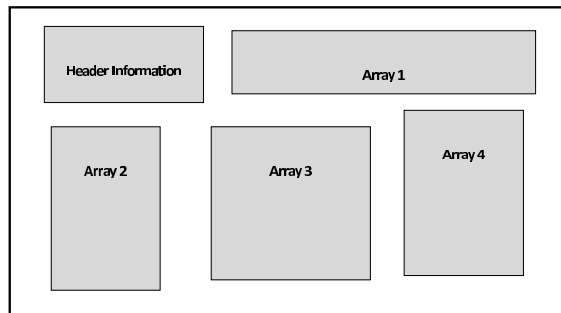 Header Information
Array 1
Array 2
Array 3
Array 4